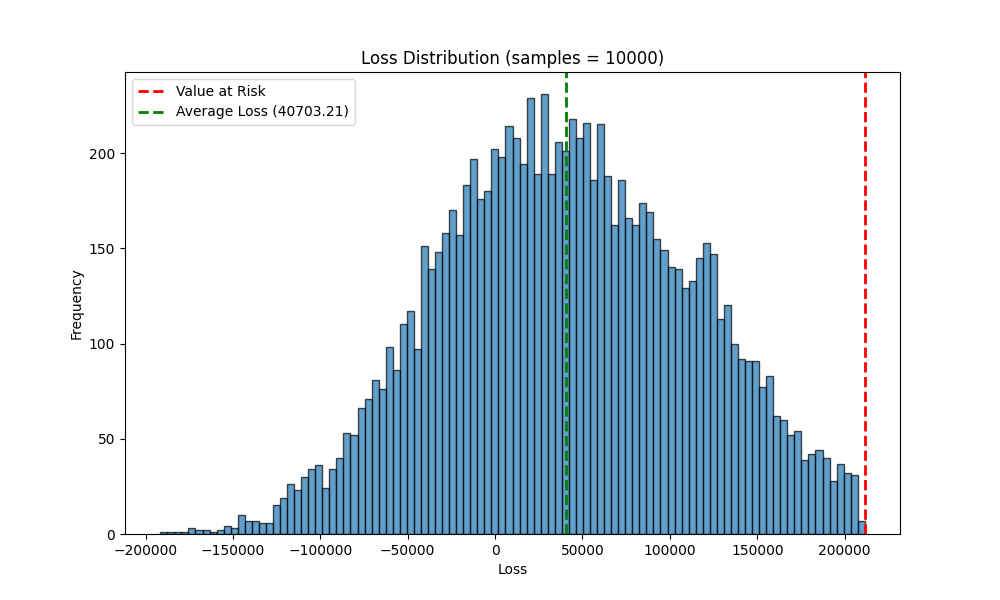 Loss Distribution (samples = 10000)
Value at Risk
Average Loss (40703.21)
Frequency
200
150
100
50
0
−200000 −150000 −100000 −50000 0 50000 100000 150000 200000
Loss